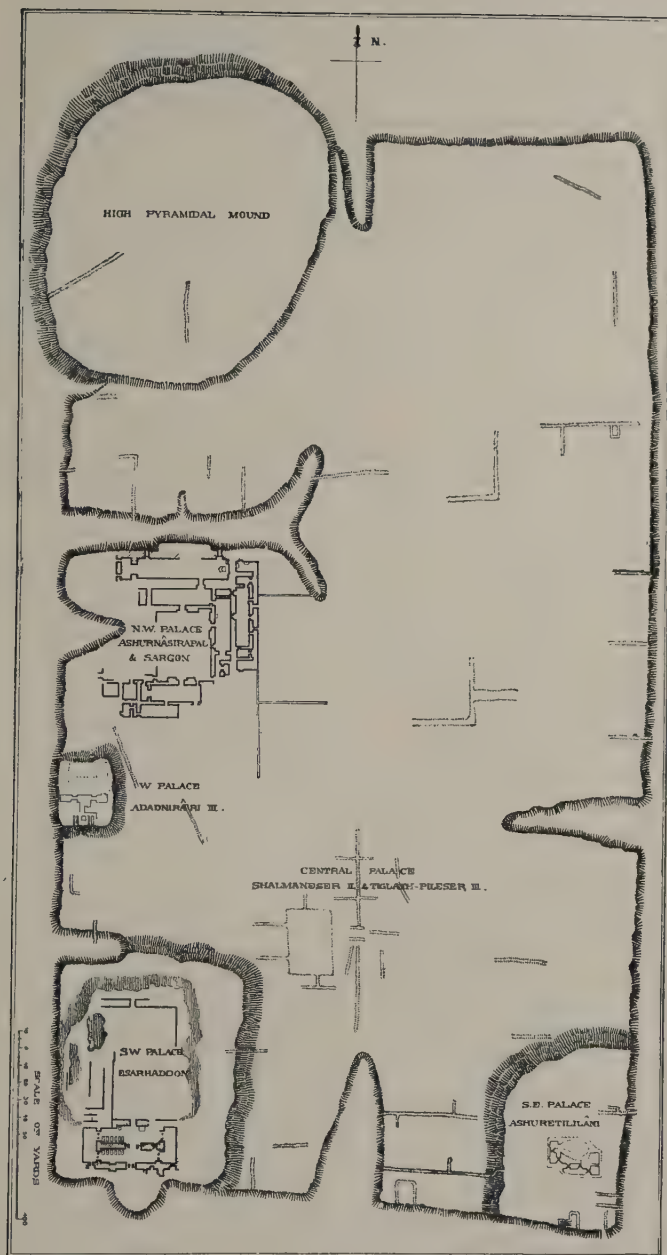 N.
HIGH PYRAMIDAL MOUND
N.W. PALACE
ASHURNASIRAPAL
& SARGON
W PALACE
ADADNIRARI III.
CENTRAL PALACE
SHALMANESER II. & TIGLATH-PILESER III.
S.W PALACE
ESARHADDON
S.E. PALACE
ASHURETILILANI
SCALE OF YARDS